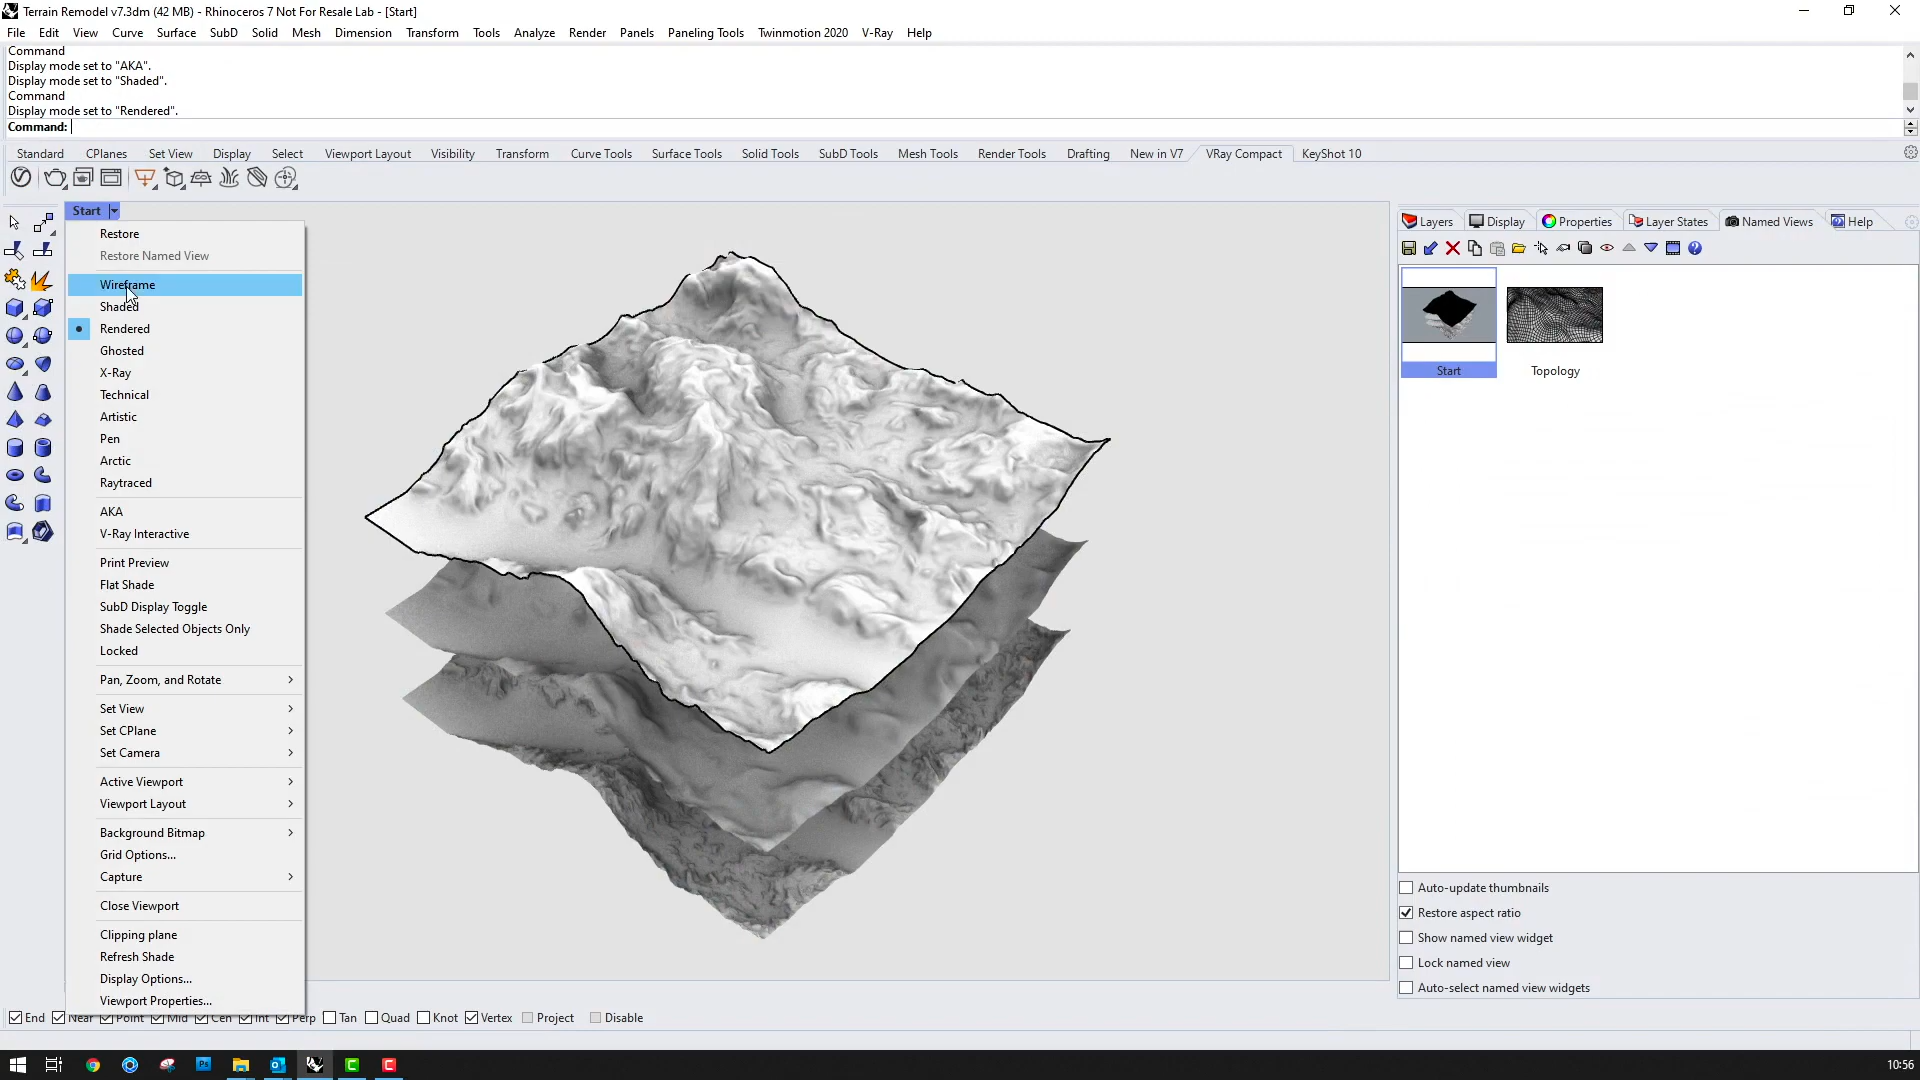 Terrain Remodel v7.3dm (42 MB) - Rhinoceros 7 Not For Resale Lab - [Start]
File Edit View Curve Surface SubD Solid Mesh Dimension Transform Tools Analyze Render Panels Paneling Tools Twinmotion 2020 V-Ray Help
Command
Display mode set to "AKA".
Display mode set to "Shaded".
Command
Display mode set to "Rendered".
Command:
Standard CPlanes Set View Display Select Viewport Layout Visibility Transform Curve Tools Surface Tools Solid Tools SubD Tools Mesh Tools Render Tools Drafting New in V7 VRay Compact KeyShot 10
Start
Restore
Restore Named View
Wireframe
Shaded
Rendered
Ghosted
X-Ray
Technical
Artistic
Pen
Arctic
Raytraced
AKA
V-Ray Interactive
Print Preview
Flat Shade
SubD Display Toggle
Shade Selected Objects Only
Locked
Pan, Zoom, and Rotate
Set View
Set CPlane
Set Camera
Active Viewport
Viewport Layout
Background Bitmap
Grid Options...
Capture
Close Viewport
Clipping plane
Refresh Shade
Display Options...
Viewport Properties...
Layers Display Properties Layer States Named Views Help
Start Topology
Auto-update thumbnails
Restore aspect ratio
Show named view widget
Lock named view
Auto-select named view widgets
End Near Point Mid Cen Int Perp Tan Quad Knot Vertex Project Disable
Ps
10:56